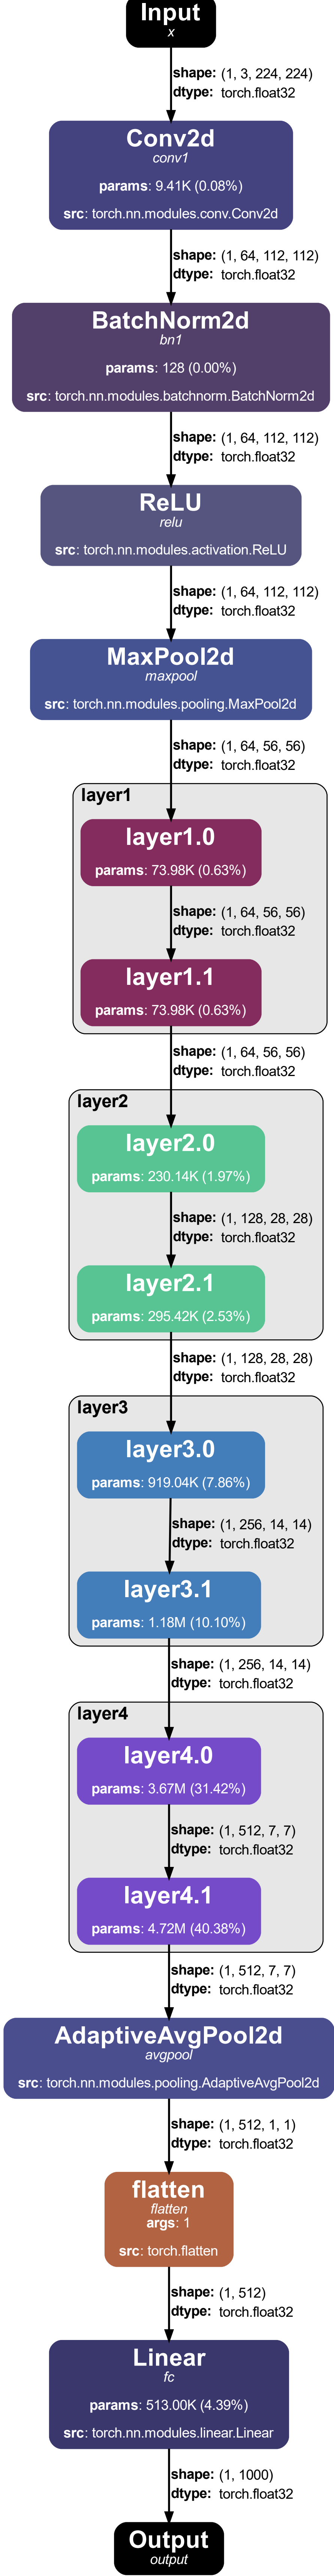 Input
x
shape: (1, 3, 224, 224)
dtype: torch.float32
Conv2d
conv1
params: 9.41K (0.08%)
src: torch.nn.modules.conv.Conv2d
shape: (1, 64, 112, 112)
dtype: torch.float32
BatchNorm2d
bn1
params: 128 (0.00%)
src: torch.nn.modules.batchnorm.BatchNorm2d
shape: (1, 64, 112, 112)
dtype: torch.float32
ReLU
relu
src: torch.nn.modules.activation.ReLU
shape: (1, 64, 112, 112)
dtype: torch.float32
MaxPool2d
maxpool
src: torch.nn.modules.pooling.MaxPool2d
shape: (1, 64, 56, 56)
dtype: torch.float32
layer1
layer1.0
params: 73.98K (0.63%)
shape: (1, 64, 56, 56)
dtype: torch.float32
layer1.1
params: 73.98K (0.63%)
shape: (1, 64, 56, 56)
dtype: torch.float32
layer2
layer2.0
params: 230.14K (1.97%)
shape: (1, 128, 28, 28)
dtype: torch.float32
layer2.1
params: 295.42K (2.53%)
shape: (1, 128, 28, 28)
dtype: torch.float32
layer3
layer3.0
params: 919.04K (7.86%)
shape: (1, 256, 14, 14)
dtype: torch.float32
layer3.1
params: 1.18M (10.10%)
shape: (1, 256, 14, 14)
dtype: torch.float32
layer4
layer4.0
params: 3.67M (31.42%)
shape: (1, 512, 7, 7)
dtype: torch.float32
layer4.1
params: 4.72M (40.38%)
shape: (1, 512, 7, 7)
dtype: torch.float32
AdaptiveAvgPool2d
avgpool
src: torch.nn.modules.pooling.AdaptiveAvgPool2d
shape: (1, 512, 1, 1)
dtype: torch.float32
flatten
flatten
args: 1
src: torch.flatten
shape: (1, 512)
dtype: torch.float32
Linear
fc
params: 513.00K (4.39%)
src: torch.nn.modules.linear.Linear
shape: (1, 1000)
dtype: torch.float32
Output
output